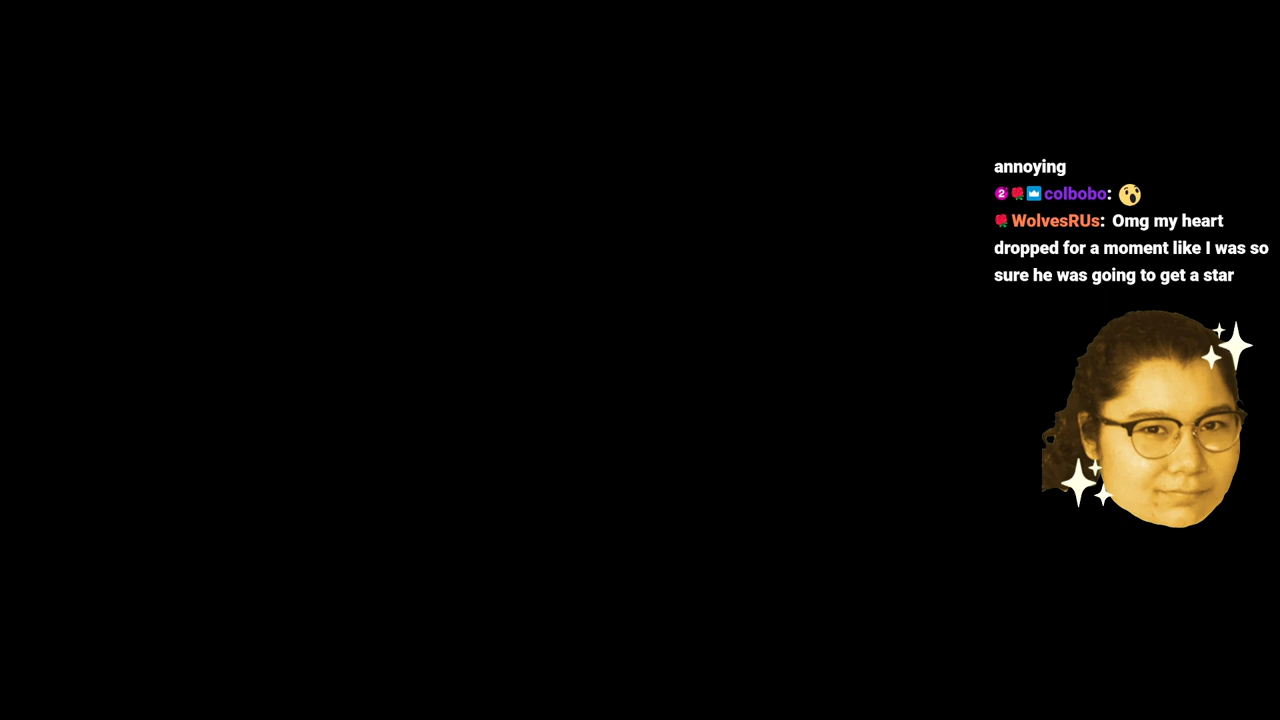 annoying
2 colbobo:
WolvesRUs: Omg my heart
dropped for a moment like I was so
sure he was going to get a star